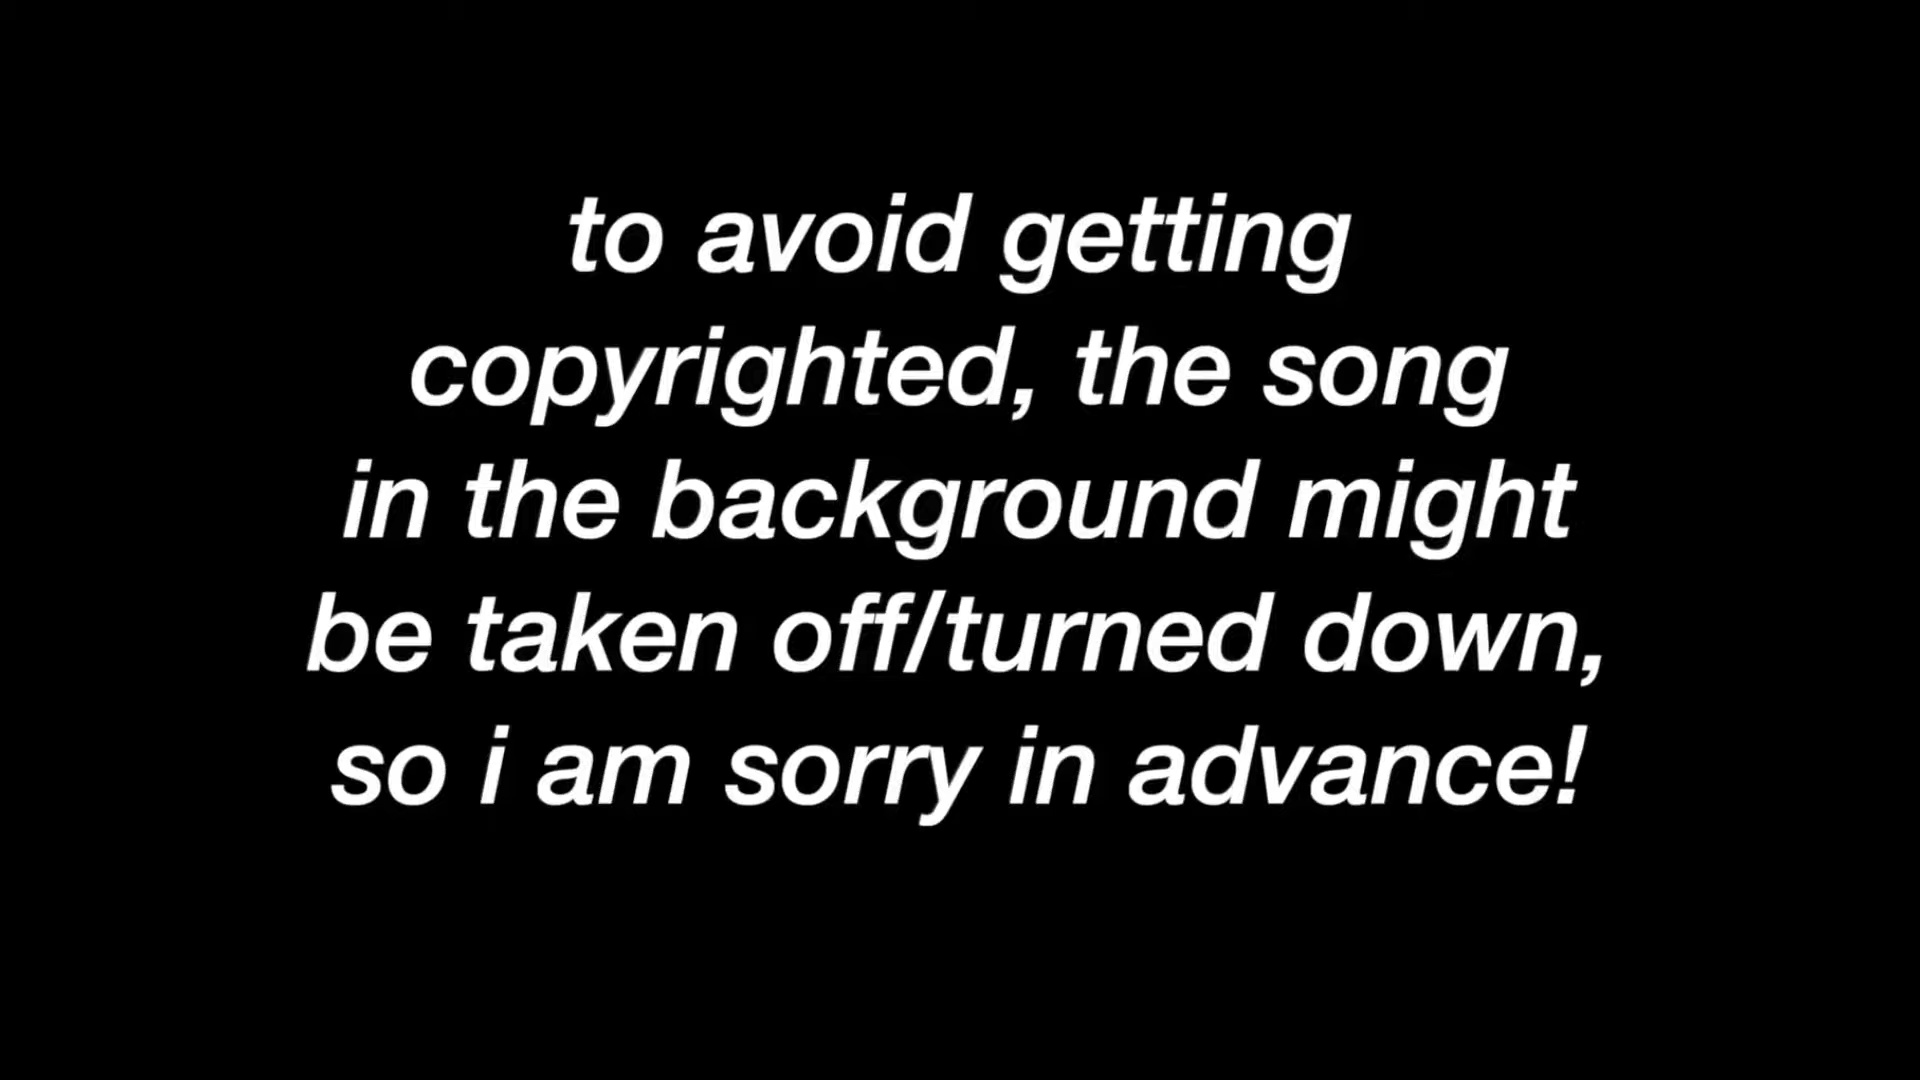 to avoid getting
copyrighted, the song
in the background might
be taken off/turned down,
so i am sorry in advance!